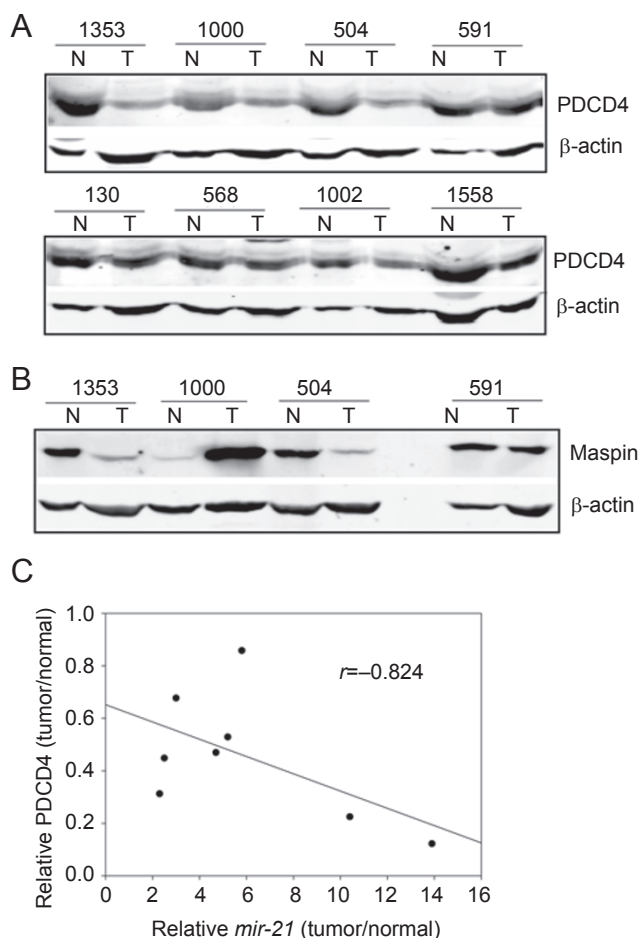 A
1353 1000 504 591
N T N T N T N T
PDCD4
β-actin
130 568 1002 1558
N T N T N T N T
PDCD4
β-actin
B
1353 1000 504 591
N T N T N T N T
Maspin
β-actin
C
1.0
0.8
0.6
0.4
0.2
0.0
r=–0.824
Relative PDCD4 (tumor/normal)
0 2 4 6 8 10 12 14 16
Relative mir-21 (tumor/normal)